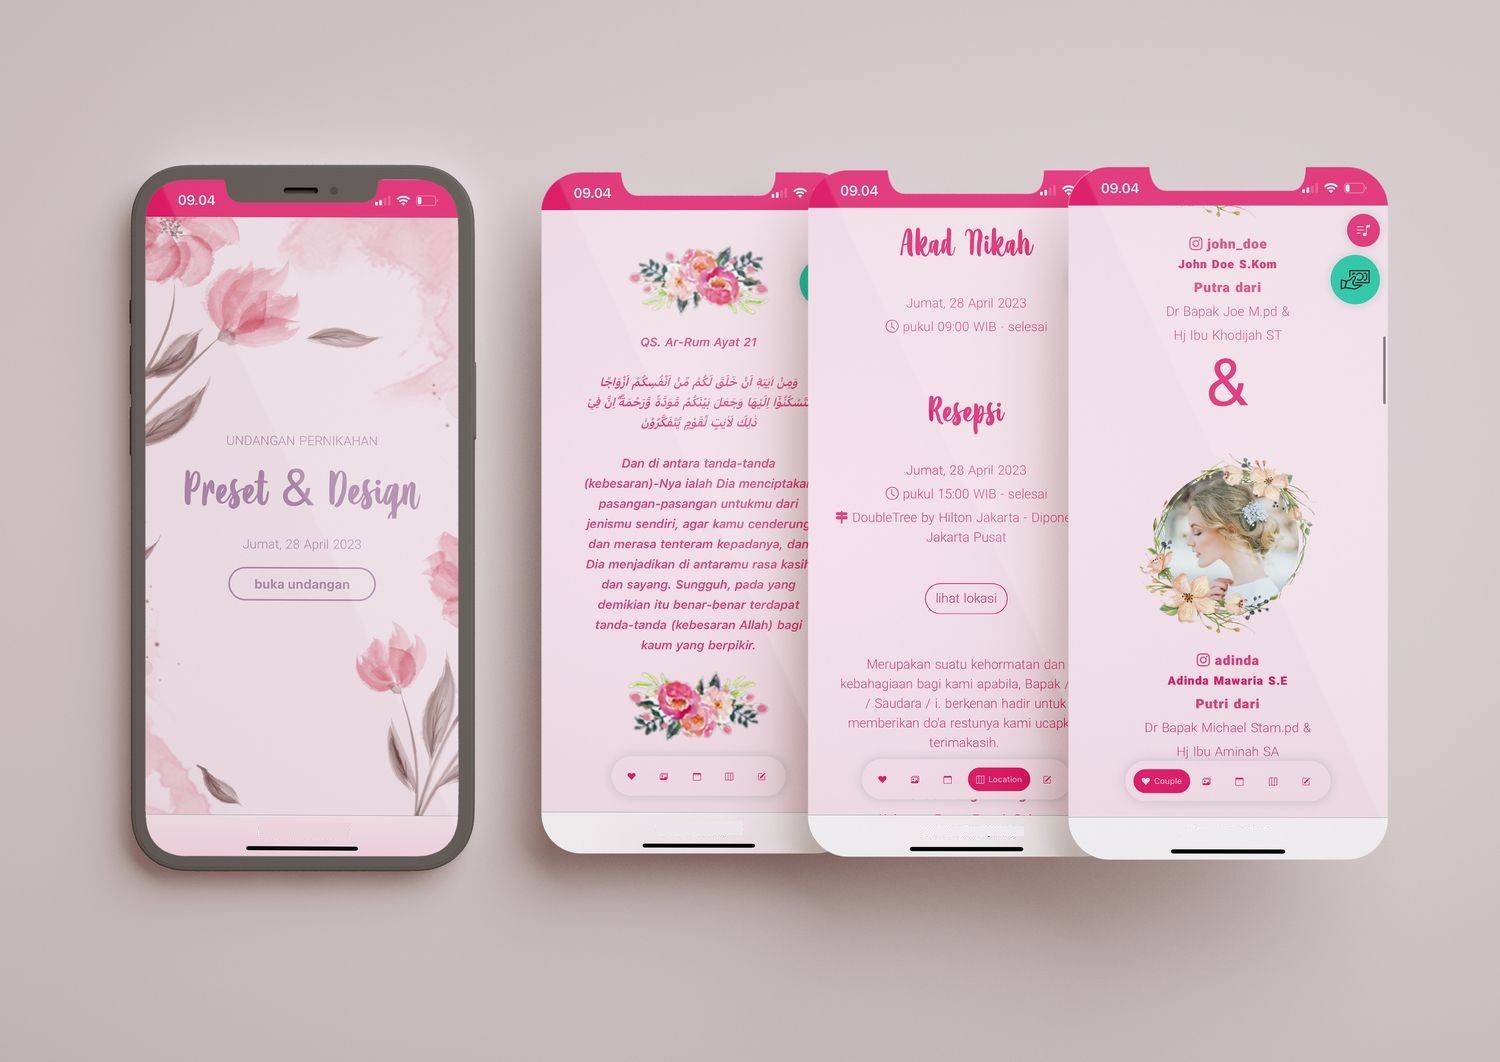 09.04
UNDANGAN PERNIKAHAN
Preset & Design
Jumat, 28 April 2023
buka undangan
09.04
QS. Ar-Rum Ayat 21
وَمِنْ اٰيٰتِهٖٓ اَنْ خَلَقَ لَكُمْ مِّنْ اَنْفُسِكُمْ اَزْوَاجًا
لِّتَسْكُنُوْٓا اِلَيْهَا وَجَعَلَ بَيْنَكُمْ مَّوَدَّةً وَّرَحْمَةً ۗاِنَّ فِيْ
ذٰلِكَ لَاٰيٰتٍ لِّقَوْمٍ يَّتَفَكَّرُوْنَ
Dan di antara tanda-tanda
(kebesaran)-Nya ialah Dia menciptakan
pasangan-pasangan untukmu dari
jenismu sendiri, agar kamu cenderung
dan merasa tenteram kepadanya, dan
Dia menjadikan di antaramu rasa kasih
dan sayang. Sungguh, pada yang
demikian itu benar-benar terdapat
tanda-tanda (kebesaran Allah) bagi
kaum yang berpikir.
09.04
Akad Nikah
Jumat, 28 April 2023
pukul 09:00 WIB - selesai
Resepsi
Jumat, 28 April 2023
pukul 15:00 WIB - selesai
DoubleTree by Hilton Jakarta - Dipone
Jakarta Pusat
lihat lokasi
Merupakan suatu kehormatan dan
kebahagiaan bagi kami apabila, Bapak /
/ Saudara / i. berkenan hadir untuk
memberikan do'a restunya kami ucapk
terimakasih.
Location
09.04
john_doe
John Doe S.Kom
Putra dari
Dr Bapak Joe M.pd &
Hj Ibu Khodijah ST
&
adinda
Adinda Mawaria S.E
Putri dari
Dr Bapak Michael Stam.pd &
Hj Ibu Aminah SA
Couple